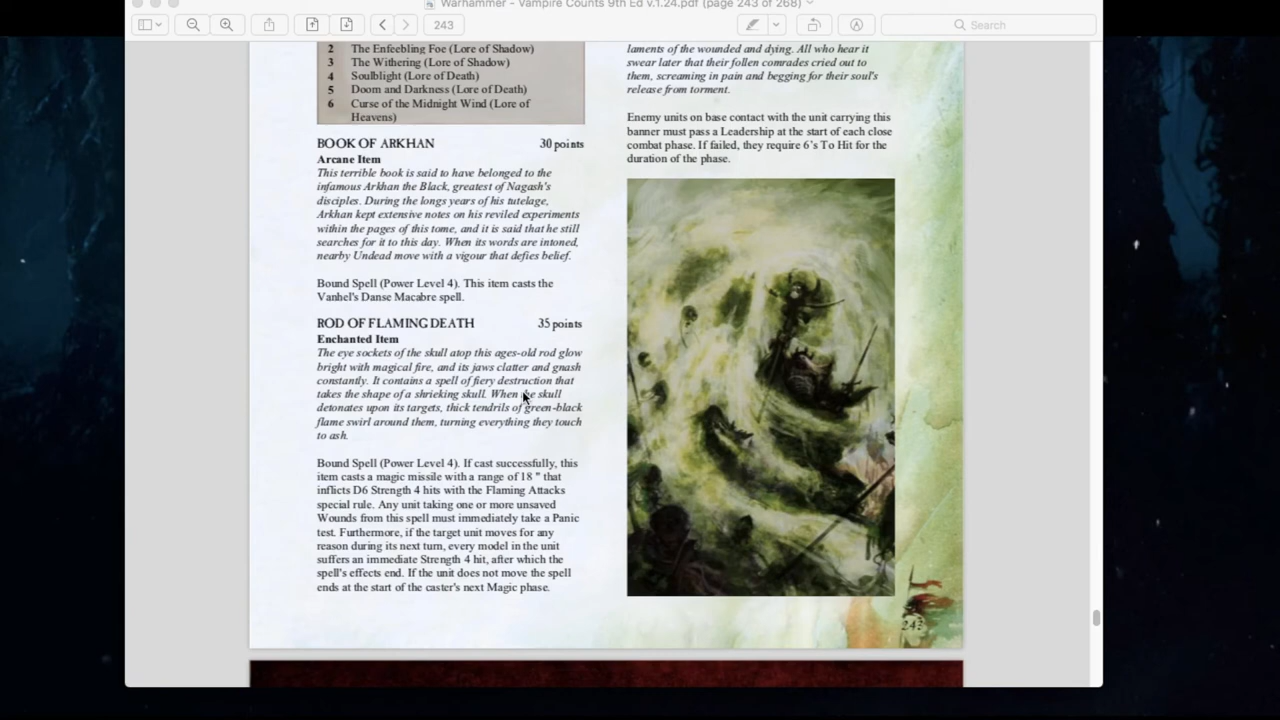 Warhammer - Vampire Counts 9th Ed v.1.24.pdf (page 243 of 268)
243
Search
2 The Enfeebling Foe (Lore of Shadow)
3 The Withering (Lore of Shadow)
4 Soulblight (Lore of Death)
5 Doom and Darkness (Lore of Death)
6 Curse of the Midnight Wind (Lore of
Heavens)
BOOK OF ARKHAN 30 points
Arcane Item
This terrible book is said to have belonged to the
infamous Arkhan the Black, greatest of Nagash's
disciples. During the longs years of his tutelage,
Arkhan kept extensive notes on his reviled experiments
within the pages of this tome, and it is said that he still
searches for it to this day. When its words are intoned,
nearby Undead move with a vigour that defies belief.
Bound Spell (Power Level 4). This item casts the
Vanhel's Danse Macabre spell.
ROD OF FLAMING DEATH 35 points
Enchanted Item
The eye sockets of the skull atop this ages-old rod glow
bright with magical fire, and its jaws clatter and gnash
constantly. It contains a spell of fiery destruction that
takes the shape of a shrieking skull. When the skull
detonates upon its targets, thick tendrils of green-black
flame swirl around them, turning everything they touch
to ash.
Bound Spell (Power Level 4). If cast successfully, this
item casts a magic missile with a range of 18 " that
inflicts D6 Strength 4 hits with the Flaming Attacks
special rule. Any unit taking one or more unsaved
Wounds from this spell must immediately take a Panic
test. Furthermore, if the target unit moves for any
reason during its next turn, every model in the unit
suffers an immediate Strength 4 hit, after which the
spell's effects end. If the unit does not move the spell
ends at the start of the caster's next Magic phase.
laments of the wounded and dying. All who hear it
swear later that their follen comrades cried out to
them, screaming in pain and begging for their soul's
release from torment.
Enemy units on base contact with the unit carrying this
banner must pass a Leadership at the start of each close
combat phase. If failed, they require 6's To Hit for the
duration of the phase.
243